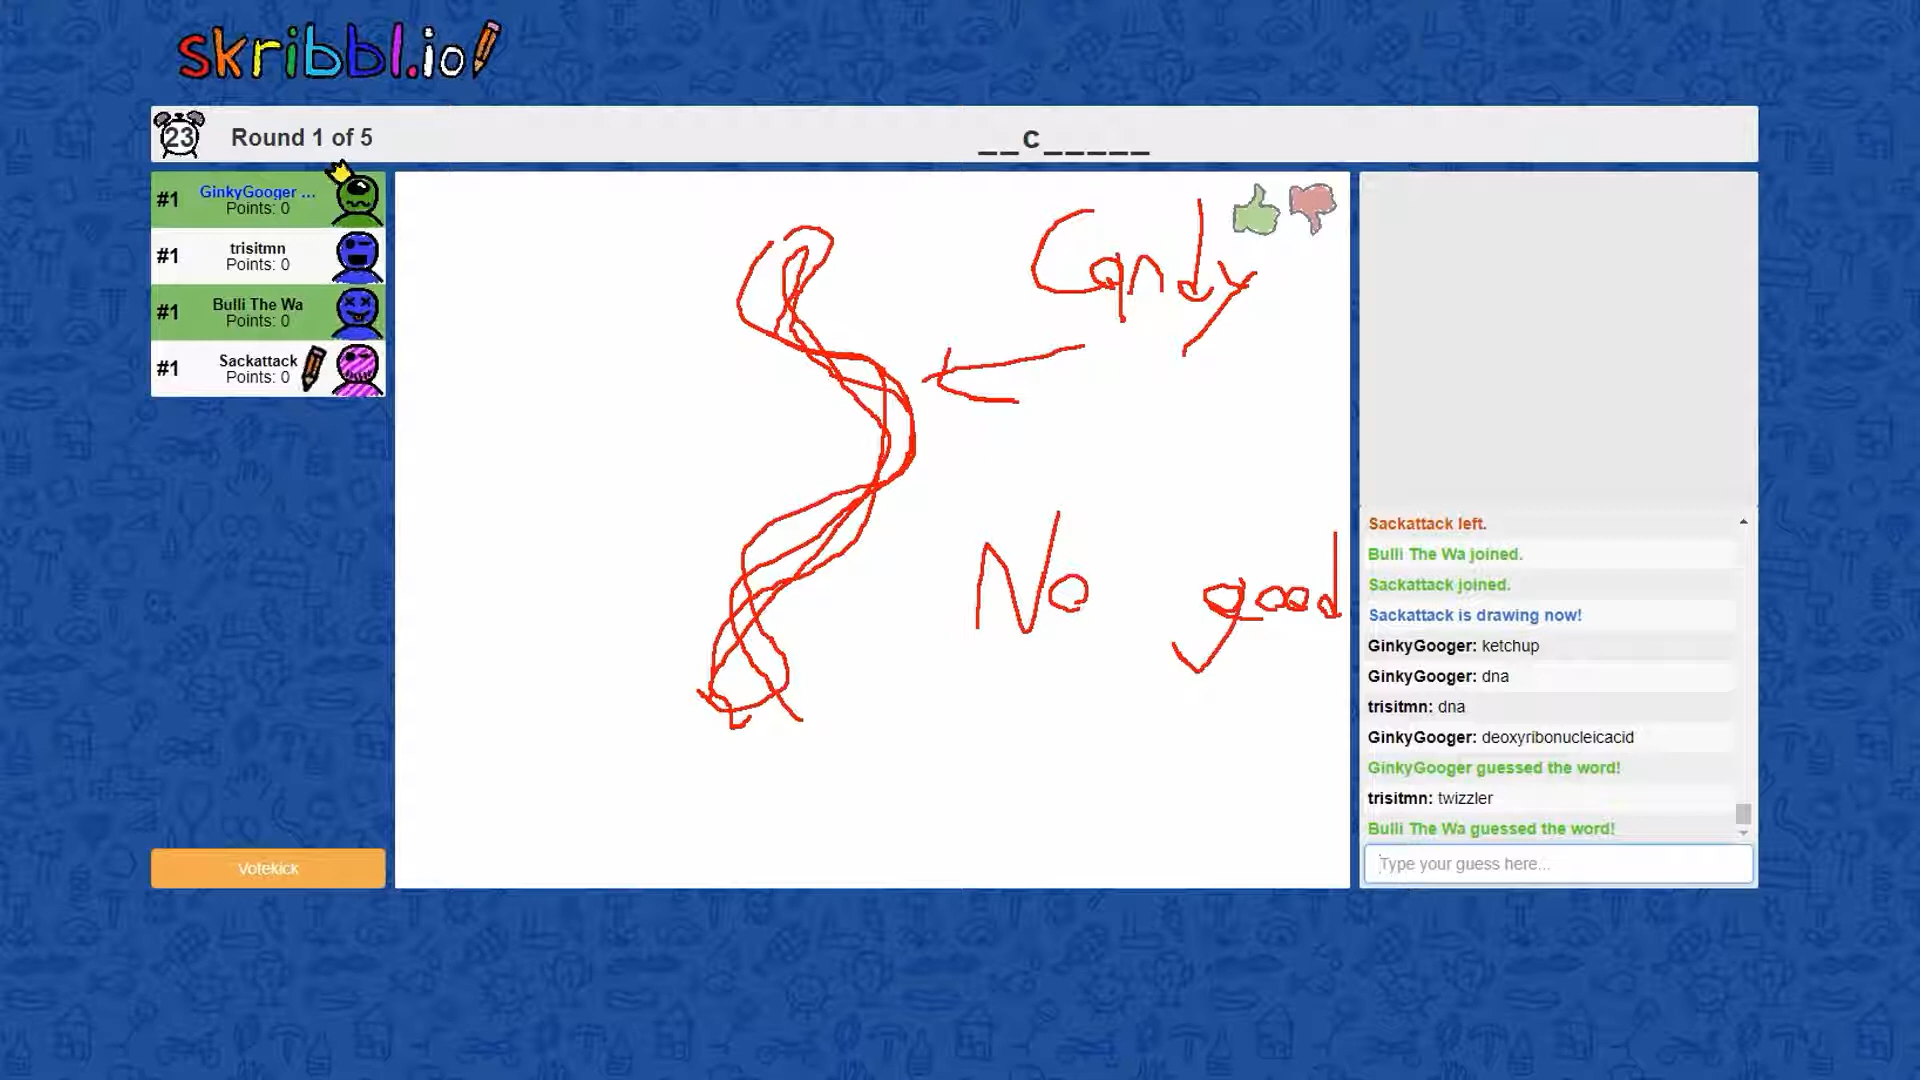 skribbl.io
23 Round 1 of 5 __c_____
#1 GinkyGooger ...
Points: 0
#1 trisitmn
Points: 0
#1 Bulli The Wa
Points: 0
#1 Sackattack
Points: 0
Votekick
Candy
No good
Sackattack left.
Bulli The Wa joined.
Sackattack joined.
Sackattack is drawing now!
GinkyGooger: ketchup
GinkyGooger: dna
trisitmn: dna
GinkyGooger: deoxyribonucleicacid
GinkyGooger guessed the word!
trisitmn: twizzler
Bulli The Wa guessed the word!
Type your guess here...